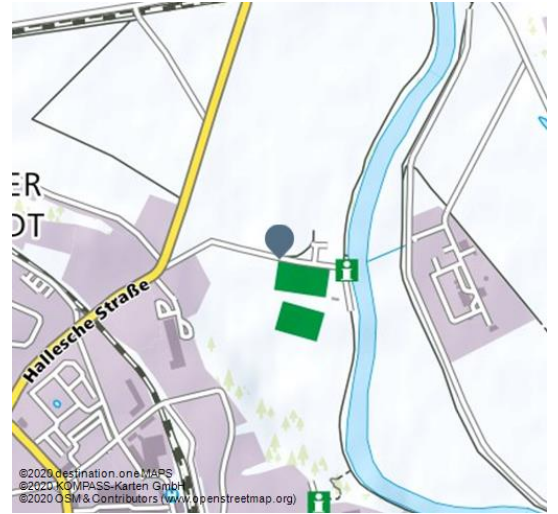 ER
DT
Hallesche Straße
©2020 destination.one MAPS
©2020 KOMPASS-Karten GmbH
©2020 OSM & Contributors (www.openstreetmap.org)